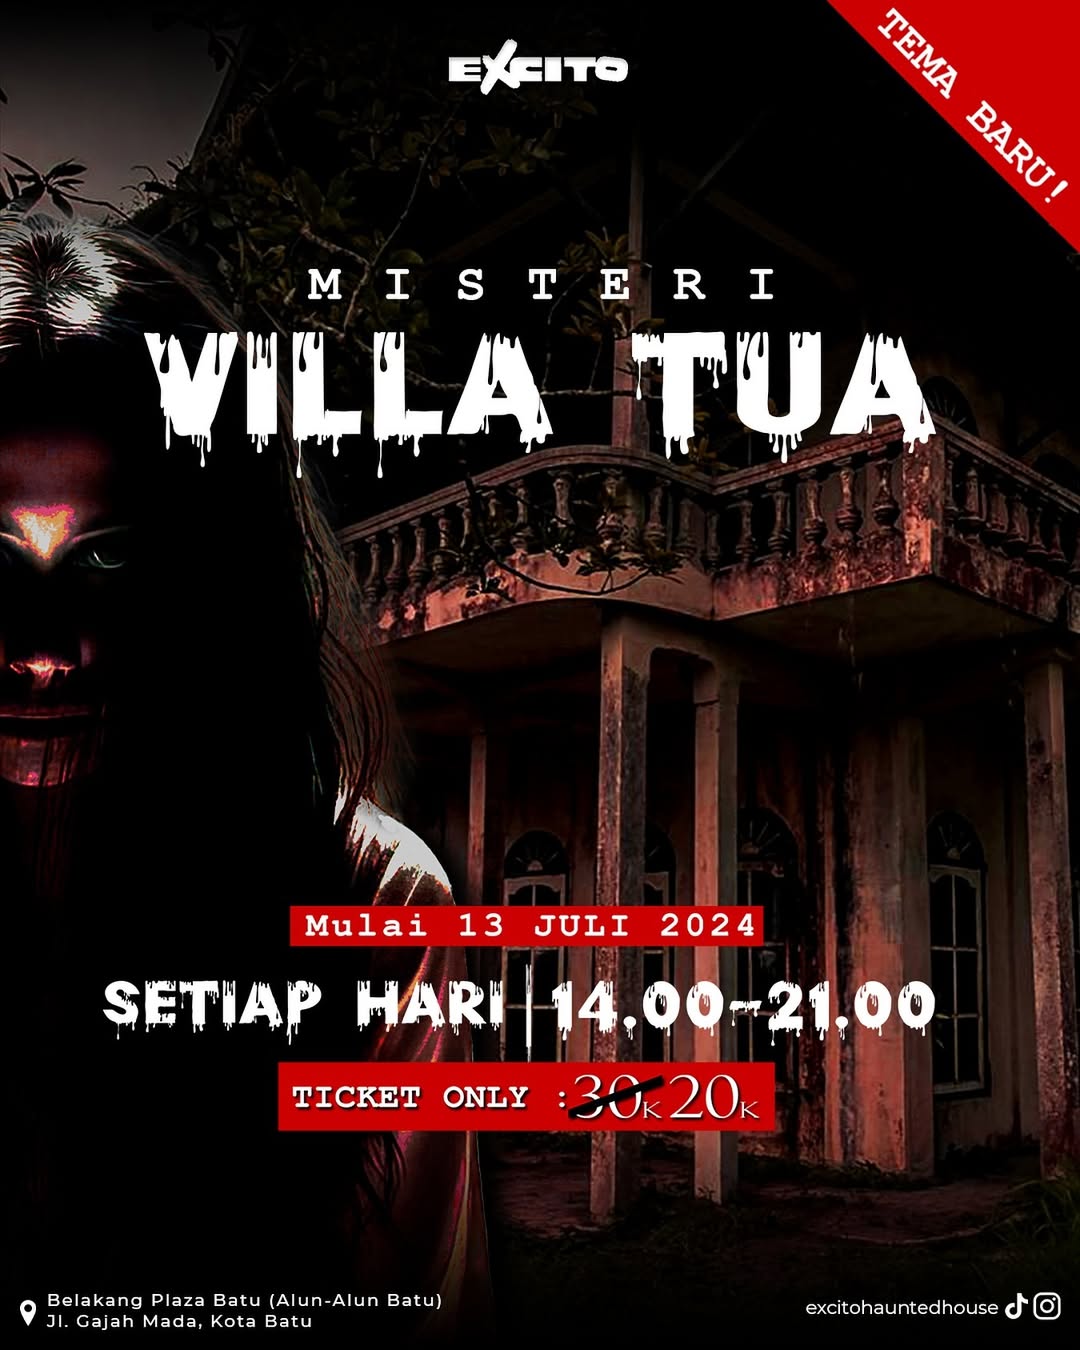 EXCITO
TEMA BARU!
MISTERI
VILLA TUA
Mulai 13 JULI 2024
SETIAP HARI | 14.00-21.00
TICKET ONLY : 30K 20K
Belakang Plaza Batu (Alun-Alun Batu)
Jl. Gajah Mada, Kota Batu
excitohauntedhouse